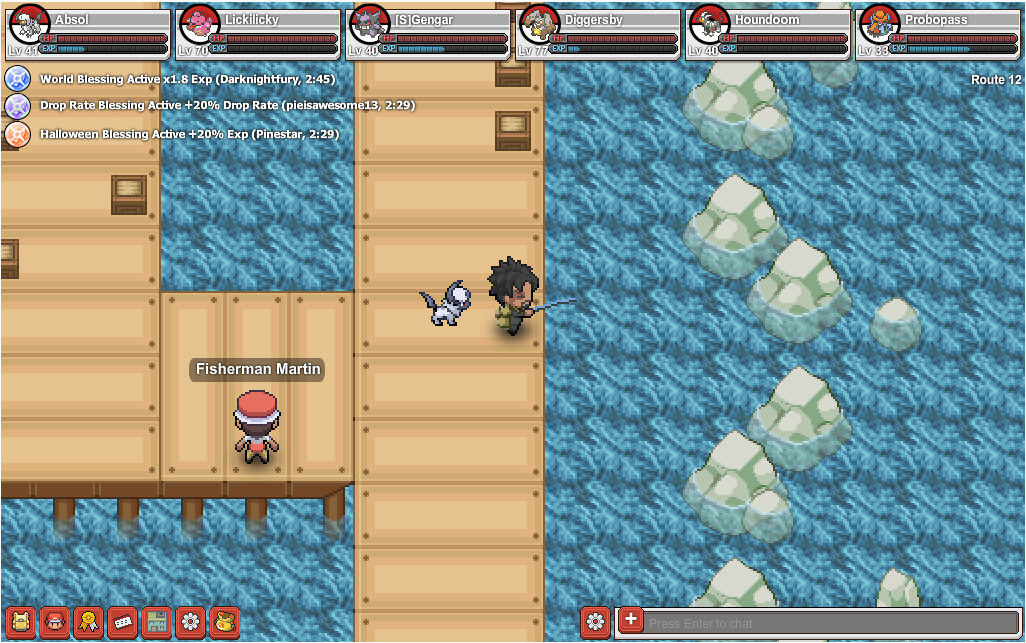 Absol
HP
Lv 41 EXP
Lickilicky
HP
Lv 70 EXP
[S]Gengar
HP
Lv 40 EXP
Diggersby
HP
Lv 77 EXP
Houndoom
HP
Lv 40 EXP
Probopass
HP
Lv 33 EXP
World Blessing Active x1.8 Exp (Darknightfury, 2:45)
Route 12
Drop Rate Blessing Active +20% Drop Rate (pieisawesome13, 2:29)
Halloween Blessing Active +20% Exp (Pinestar, 2:29)
Fisherman Martin
Press Enter to chat